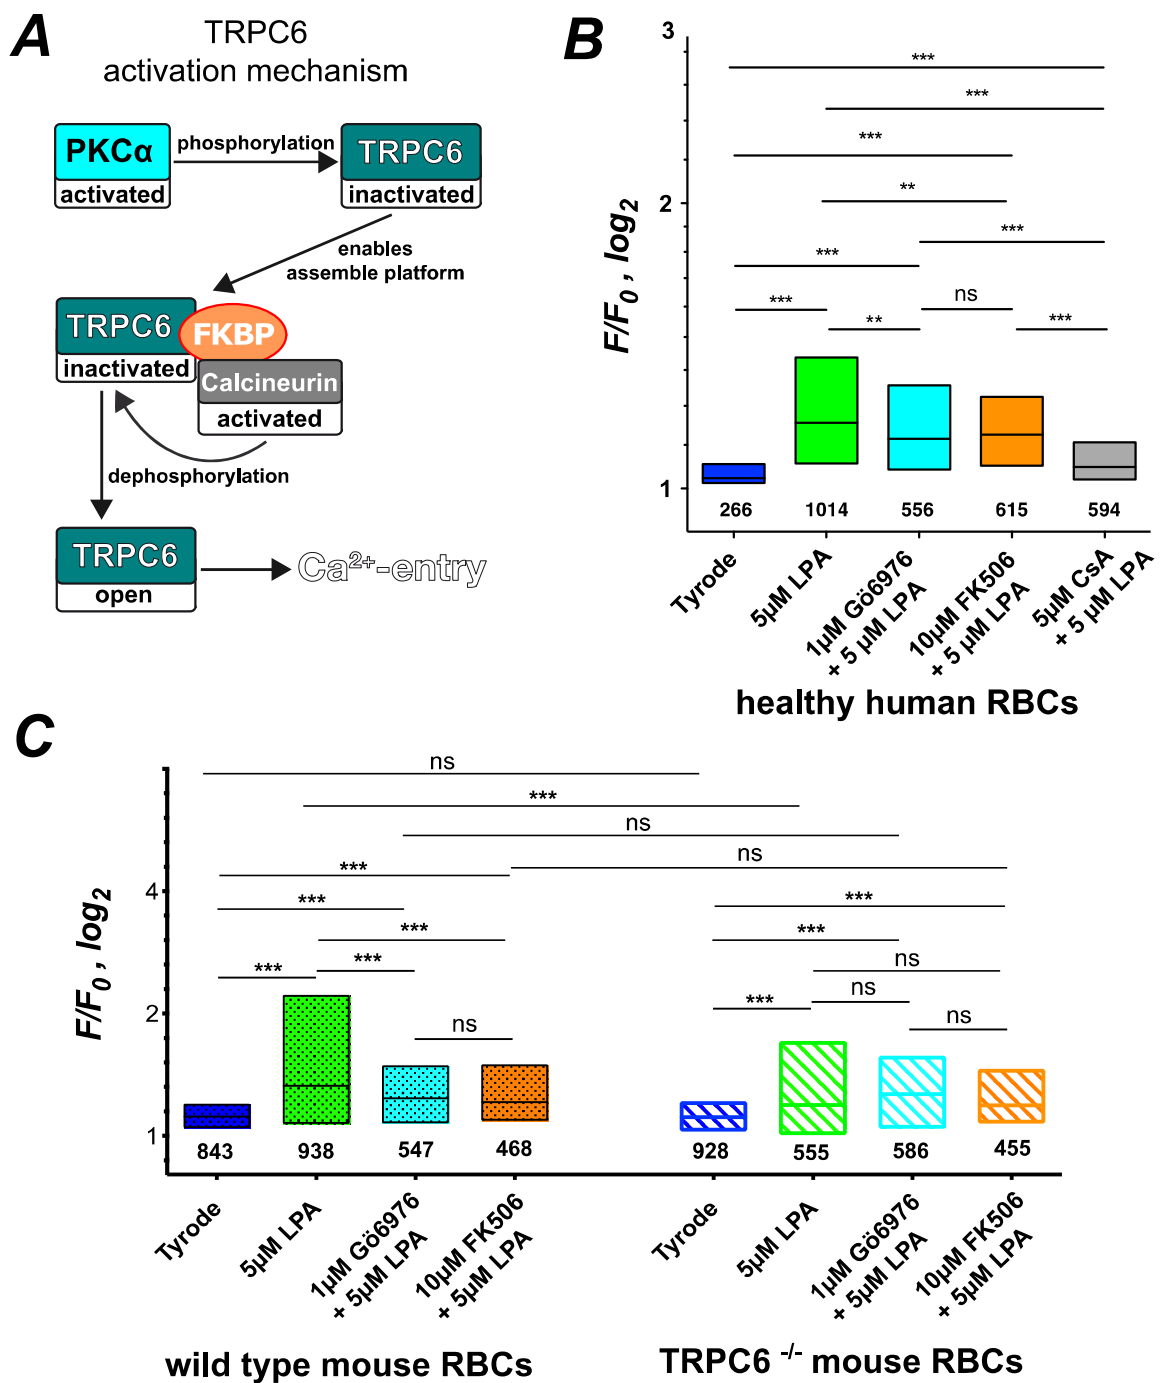 A
TRPC6
activation mechanism
PKCα
activated
phosphorylation
TRPC6
inactivated
enables
assemble platform
TRPC6
inactivated
FKBP
Calcineurin
activated
dephosphorylation
TRPC6
open
Ca²⁺-entry
B
F/F₀ , log₂
3
2
1
***
***
***
**
***
***
ns
***
**
***
266
1014
556
615
594
Tyrode
5µM LPA
1µM Gö6976
+ 5 µM LPA
10µM FK506
+ 5 µM LPA
5µM CsA
+ 5 µM LPA
healthy human RBCs
C
F/F₀ , log₂
4
2
1
ns
***
ns
ns
***
***
***
***
***
ns
***
***
ns
ns
***
ns
843
938
547
468
928
555
586
455
Tyrode
5µM LPA
1µM Gö6976
+ 5µM LPA
10µM FK506
+ 5µM LPA
Tyrode
5µM LPA
1µM Gö6976
+ 5µM LPA
10µM FK506
+ 5µM LPA
wild type mouse RBCs
TRPC6 ⁻/⁻ mouse RBCs